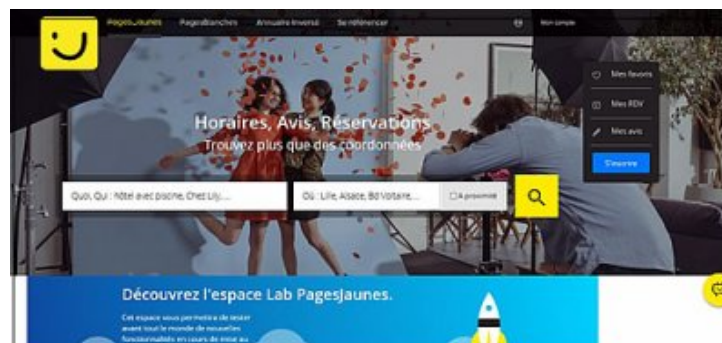 PagesJaunes PagesBlanches Annuaire Inversé Se référencer Mon compte
Mes favoris
Mes RDV
Mes avis
S'inscrire
Horaires, Avis, Réservations
Trouvez plus que des coordonnées
Quoi, Qui : hôtel avec piscine, Chez Lily, ...
Où : Lille, Alsace, Bd Voltaire, ... A proximité
Découvrez l'espace Lab PagesJaunes.
Cet espace vous permettra de tester
avant tout le monde de nouvelles
fonctionnalités en cours de mise au